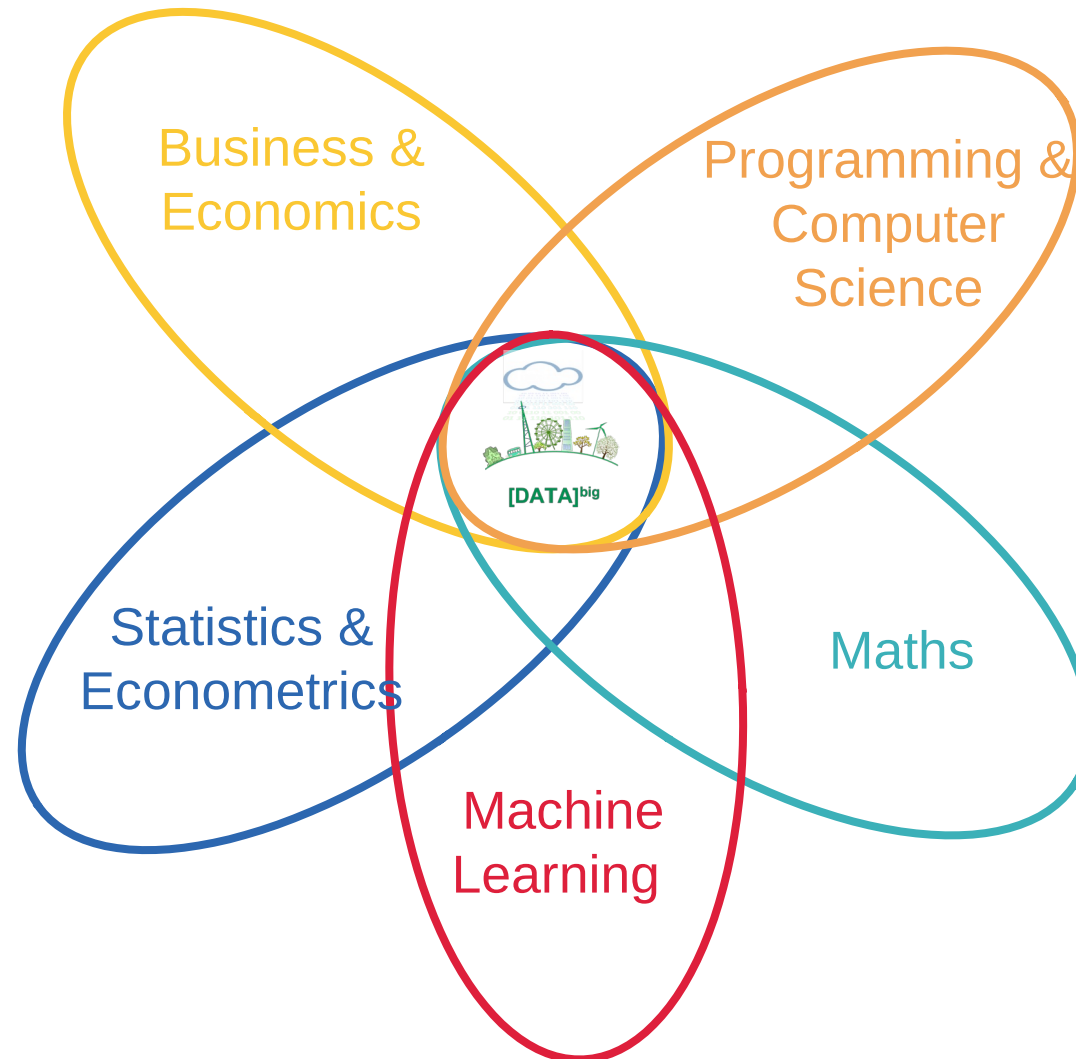 Business &
Economics
Programming &
Computer
Science
[DATA]big
Statistics &
Econometrics
Maths
Machine
Learning